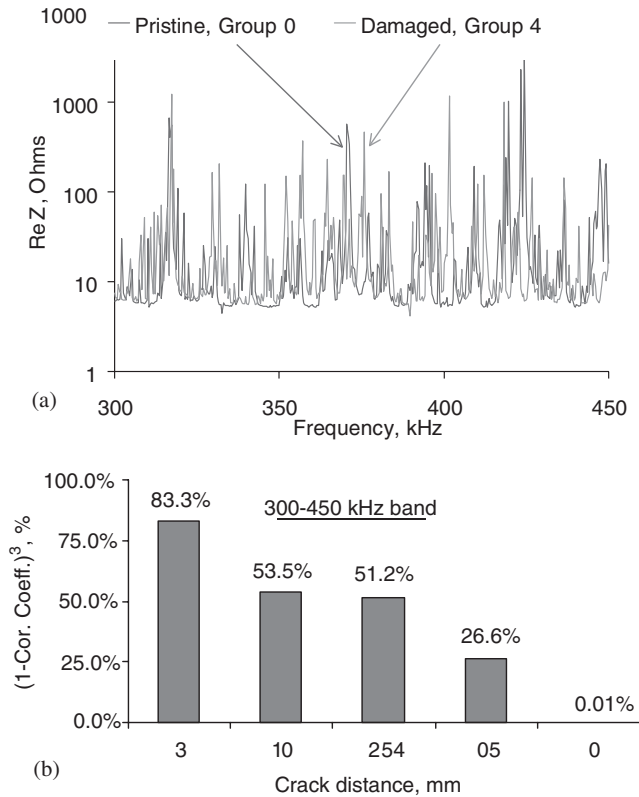 1000
Pristine, Group 0
Damaged, Group 4
1000
100
10
1
ReZ, Ohms
300
350
400
450
Frequency, kHz
(a)
100.0%
75.0%
50.0%
25.0%
0.0%
(1-Cor. Coeff.)³, %
300-450 kHz band
83.3%
53.5%
51.2%
26.6%
0.01%
3
10
254
05
0
Crack distance, mm
(b)